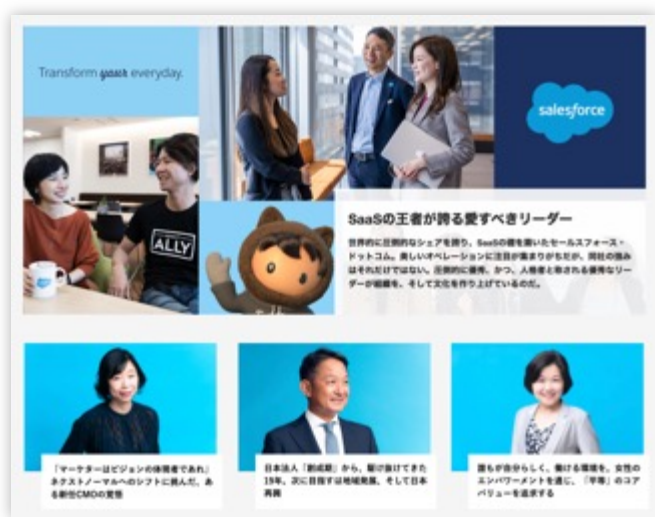 Transform your everyday.
salesforce
ALLY
SaaSの王者が誇る愛すべきリーダー
世界的に圧倒的なシェアを誇り、SaaSの礎を築いたセールスフォース・
ドットコム。美しいオペレーションに注目が集まりがちだが、同社の強み
はそれだけではない。圧倒的に優秀、かつ、人格者と称される優秀なリー
ダーが組織を、そして文化を作り上げているのだ。
「マーケターはビジョンの体現者であれ」
ネクストノーマルへのシフトに挑んだ、あ
る新任CMOの覚悟
日本法人「創成期」から、駆け抜けてきた
19年。次に目指すは地域発展、そして日本
再興
誰もが自分らしく、働ける環境を。女性の
エンパワーメントを通じ、「平等」のコア
バリューを追求する